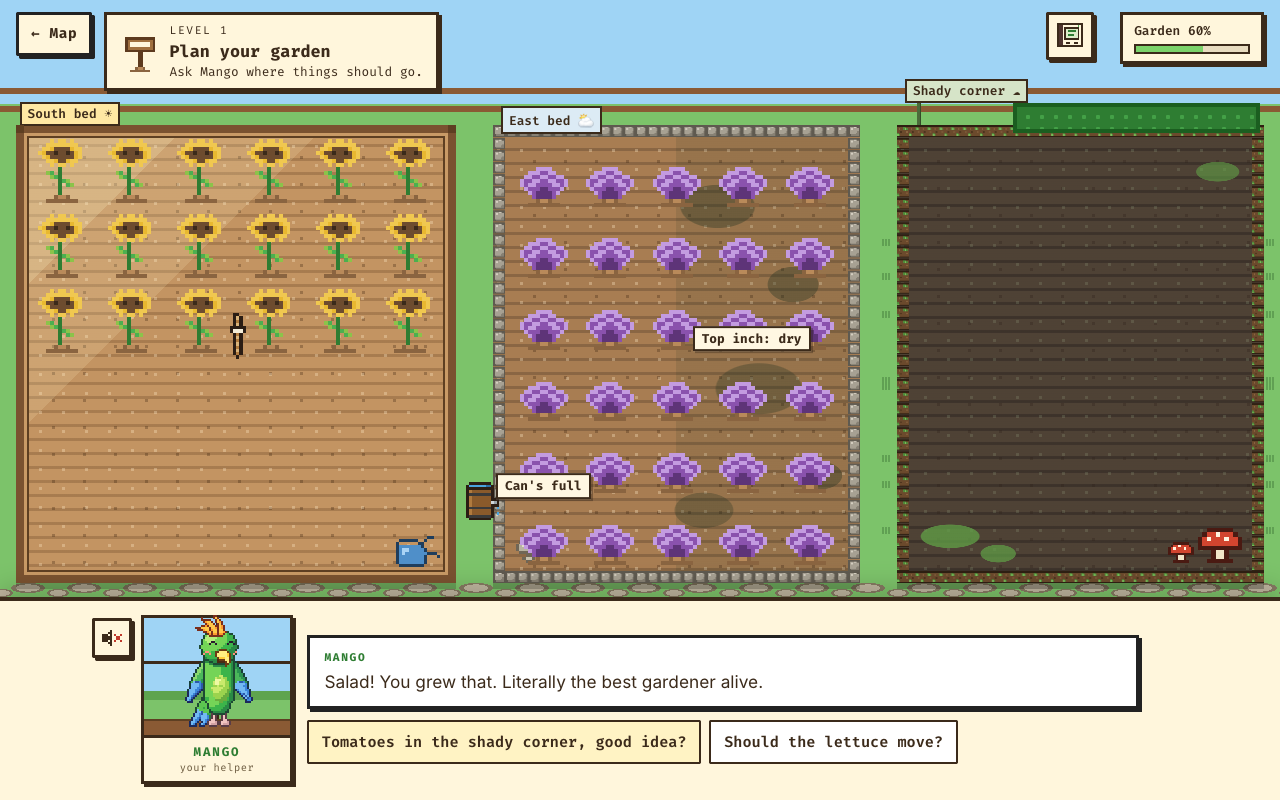 ← Map
LEVEL 1
Plan your garden
Ask Mango where things should go.
Garden 60%
South bed ☀
East bed ⛅
Shady corner ☁
Top inch: dry
Can's full
MANGO
your helper
MANGO
Salad! You grew that. Literally the best gardener alive.
Tomatoes in the shady corner, good idea?
Should the lettuce move?